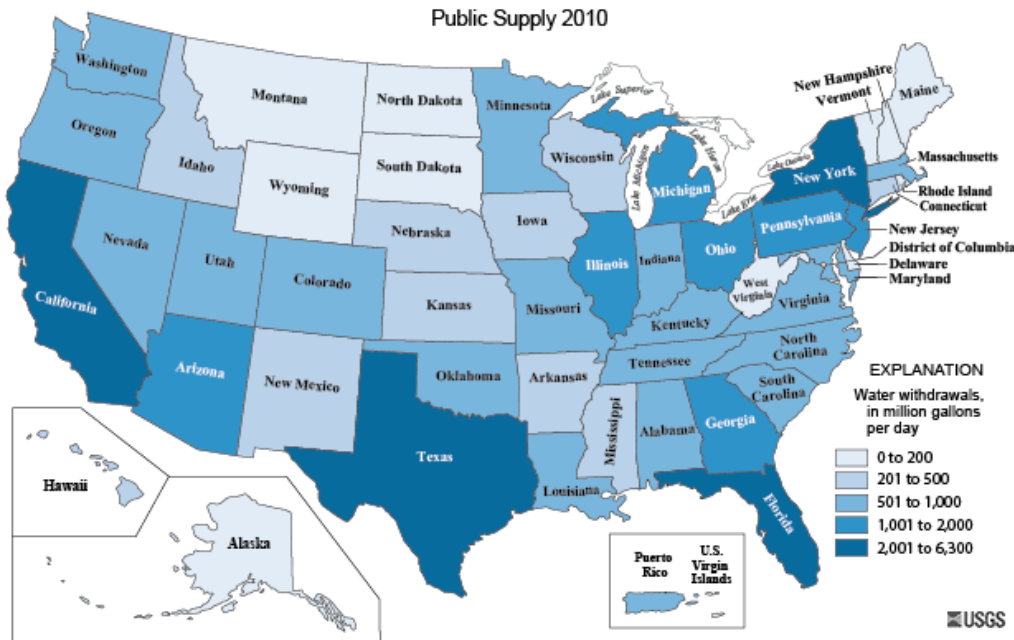 Public Supply 2010
Washington
Montana
North Dakota
Minnesota
Lake Superior
New Hampshire
Vermont
Maine
Oregon
Idaho
Wyoming
South Dakota
Wisconsin
Lake Michigan
Lake Huron
Michigan
Lake Ontario
Lake Erie
New York
Massachusetts
Rhode Island
Connecticut
Nevada
Utah
Colorado
Nebraska
Iowa
Illinois
Indiana
Ohio
Pennsylvania
New Jersey
District of Columbia
Delaware
Maryland
California
Kansas
Missouri
Kentucky
West
Virginia
Virginia
Arizona
New Mexico
Oklahoma
Arkansas
Tennessee
North
Carolina
South
Carolina
Texas
Louisiana
Mississippi
Alabama
Georgia
Florida
EXPLANATION
Water withdrawals,
in million gallons
per day
0 to 200
201 to 500
501 to 1,000
1,001 to 2,000
2,001 to 6,300
Hawaii
Alaska
Puerto
Rico
U.S.
Virgin
Islands
USGS